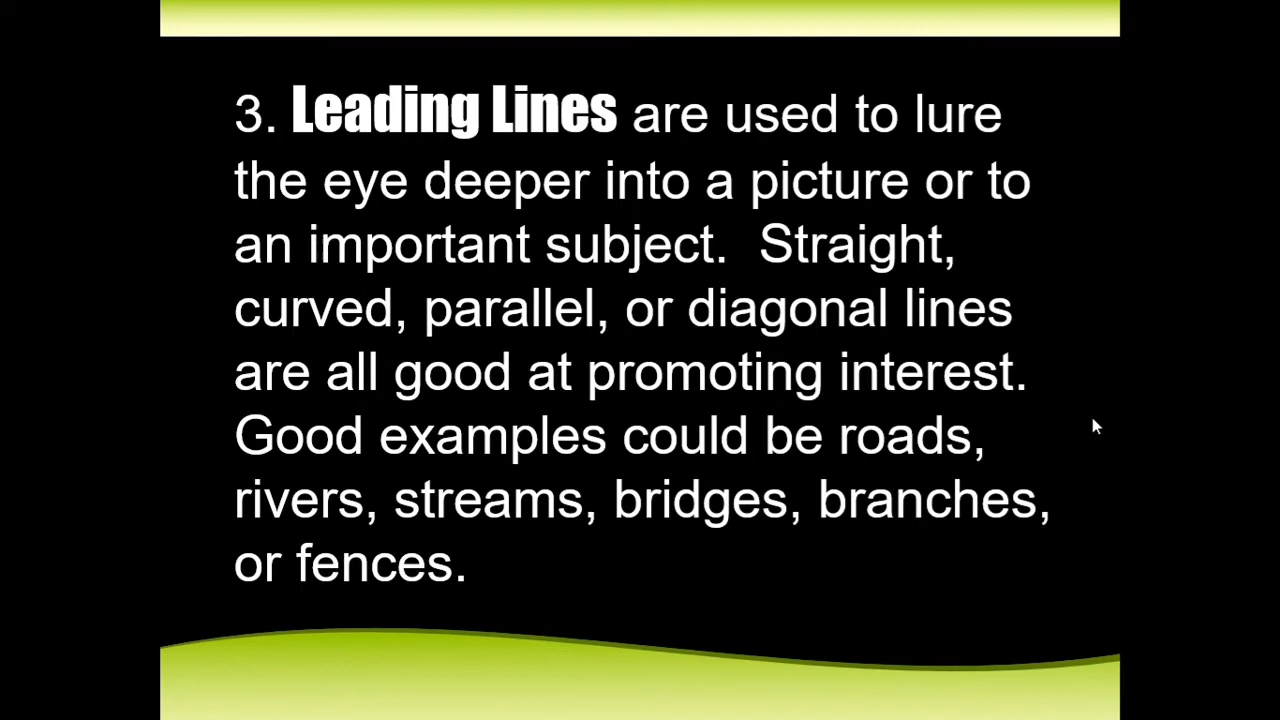 3. Leading Lines are used to lure
the eye deeper into a picture or to
an important subject.  Straight,
curved, parallel, or diagonal lines
are all good at promoting interest.
Good examples could be roads,
rivers, streams, bridges, branches,
or fences.